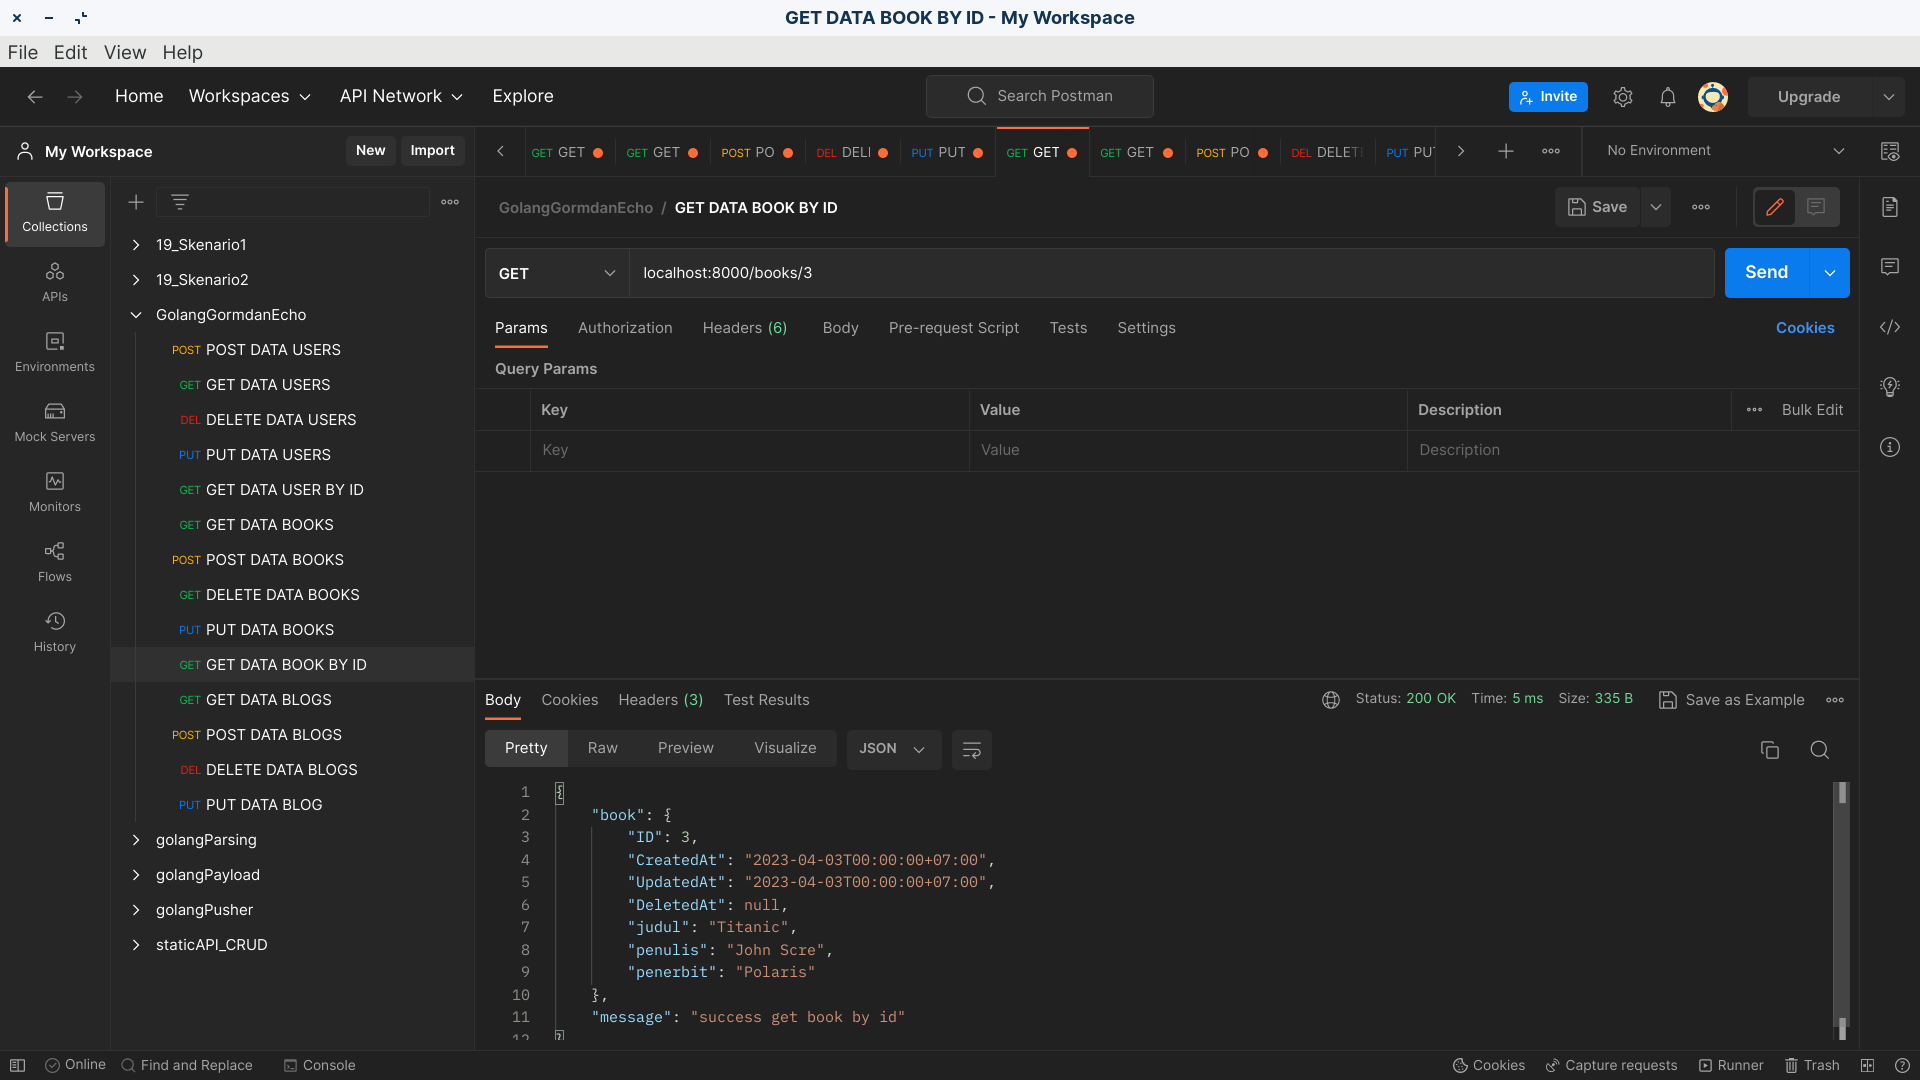 GET DATA BOOK BY ID - My Workspace
File Edit View Help
Home Workspaces API Network Explore Search Postman Invite Upgrade
My Workspace New Import
GET GET GET GET POST PO DEL DELI PUT PUT GET GET GET GET POST PO DEL DELET PUT PUT No Environment
Collections
APIs
Environments
Mock Servers
Monitors
Flows
History
19_Skenario1
19_Skenario2
GolangGormdanEcho
POST POST DATA USERS
GET GET DATA USERS
DEL DELETE DATA USERS
PUT PUT DATA USERS
GET GET DATA USER BY ID
GET GET DATA BOOKS
POST POST DATA BOOKS
GET DELETE DATA BOOKS
PUT PUT DATA BOOKS
GET GET DATA BOOK BY ID
GET GET DATA BLOGS
POST POST DATA BLOGS
DEL DELETE DATA BLOGS
PUT PUT DATA BLOG
golangParsing
golangPayload
golangPusher
staticAPI_CRUD
GolangGormdanEcho / GET DATA BOOK BY ID Save
GET localhost:8000/books/3 Send
Params Authorization Headers (6) Body Pre-request Script Tests Settings Cookies
Query Params
Key Value Description Bulk Edit
Key Value Description
Body Cookies Headers (3) Test Results Status: 200 OK Time: 5 ms Size: 335 B Save as Example
Pretty Raw Preview Visualize JSON
1 {
2 "book": {
3 "ID": 3,
4 "CreatedAt": "2023-04-03T00:00:00+07:00",
5 "UpdatedAt": "2023-04-03T00:00:00+07:00",
6 "DeletedAt": null,
7 "judul": "Titanic",
8 "penulis": "John Scre",
9 "penerbit": "Polaris"
10 },
11 "message": "success get book by id"
12 }
Online Find and Replace Console Cookies Capture requests Runner Trash